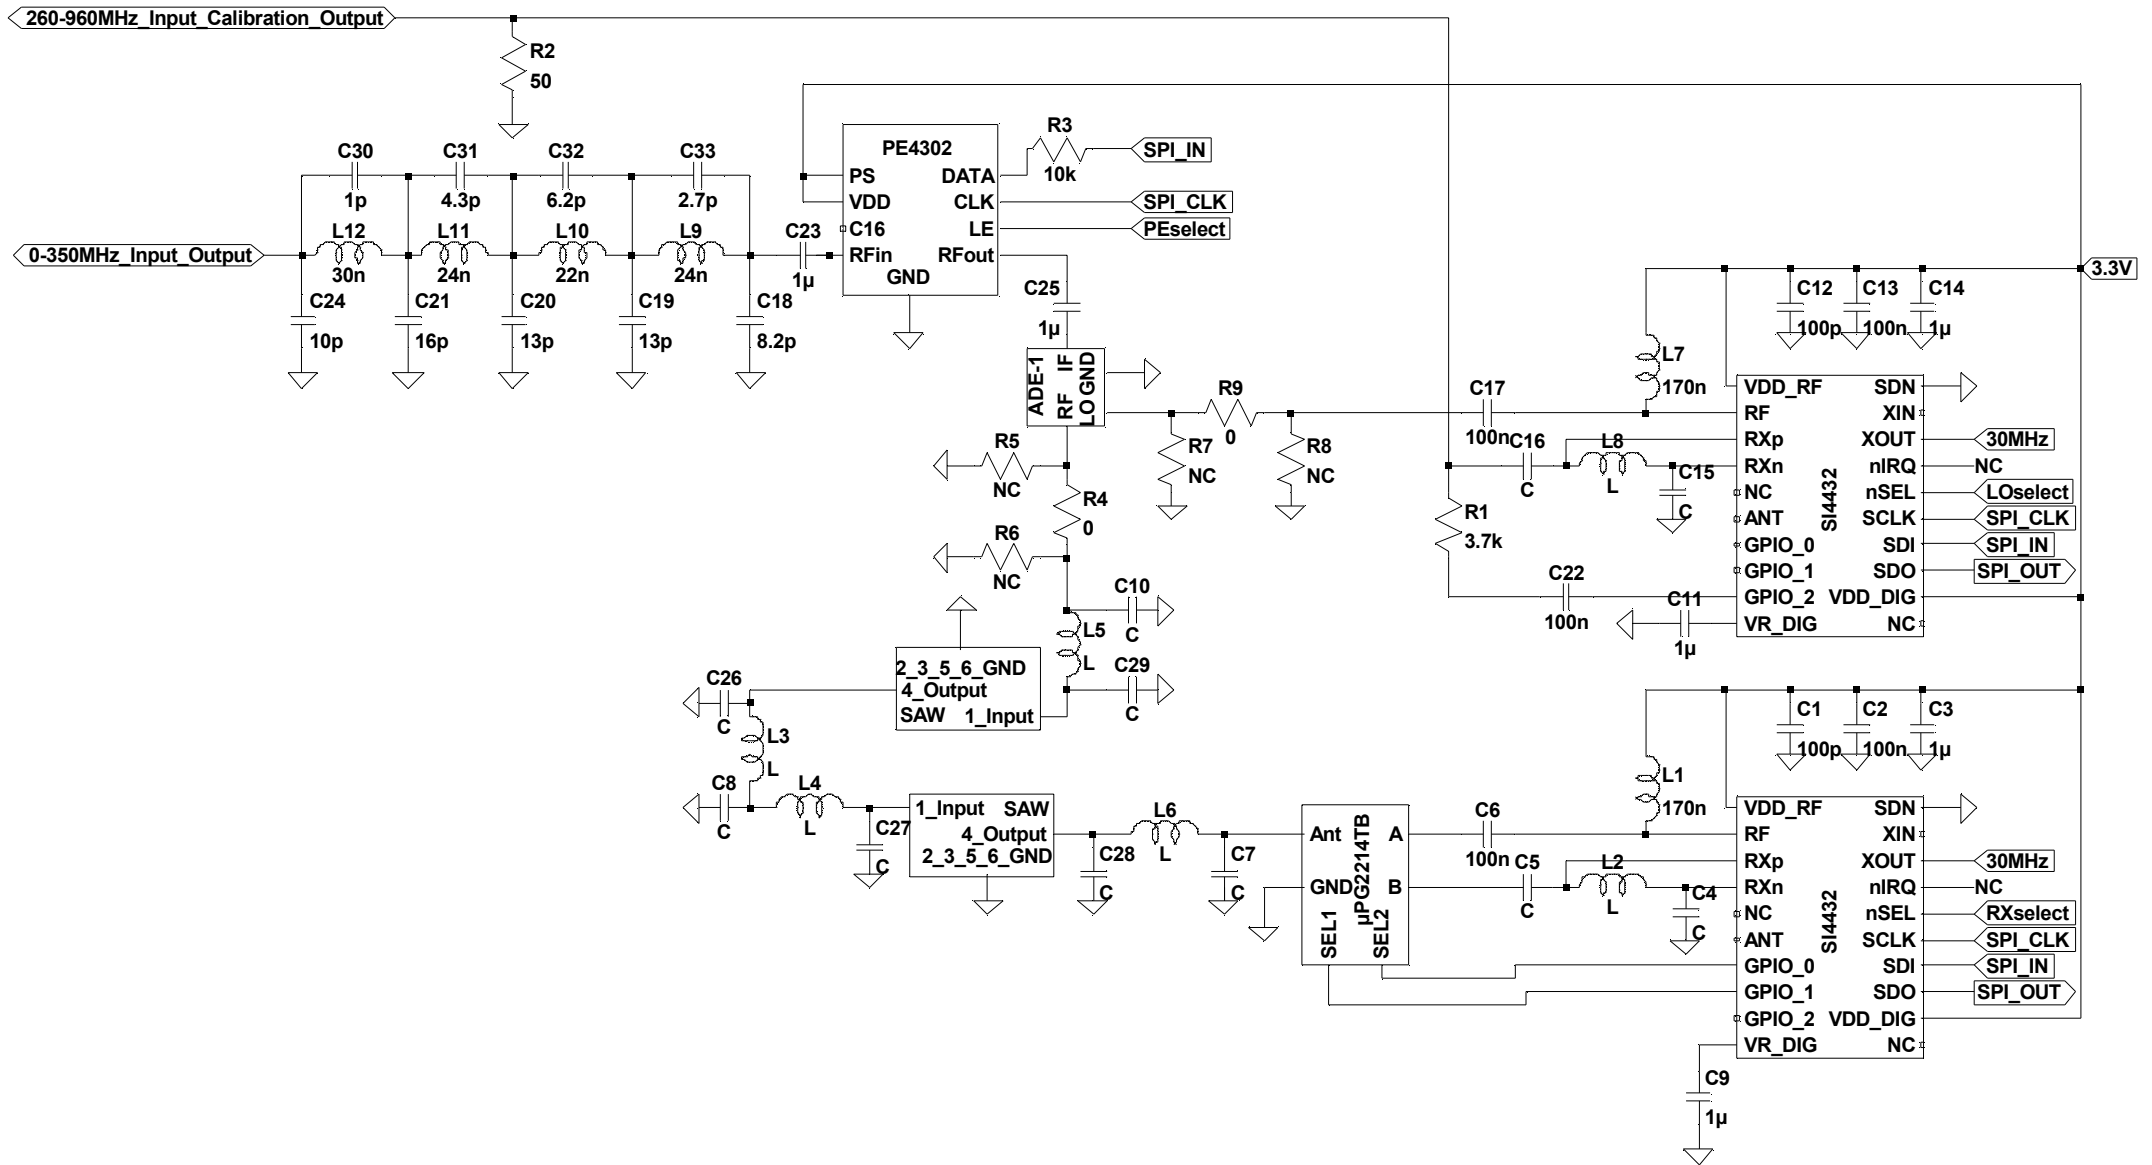 260-960MHz_Input_Calibration_Output
R2
50
0-350MHz_Input_Output
C30
1p
C31
4.3p
C32
6.2p
C33
2.7p
L12
30n
L11
24n
L10
22n
L9
24n
C24
10p
C21
16p
C20
13p
C19
13p
C18
8.2p
C23
1µ
PE4302
PS
VDD
C16
RFin
GND
DATA
CLK
LE
RFout
R3
10k
SPI_IN
SPI_CLK
PEselect
C25
1µ
ADE-1
RF IF
LO GND
R9
0
R7
NC
R8
NC
R5
NC
R4
0
R6
NC
C10
C
L5
L
C29
C
2_3_5_6_GND
4_Output
SAW 1_Input
C26
C
L3
L
C8
C
L4
L
C27
C
1_Input SAW
4_Output
2_3_5_6_GND
C28
C
L6
L
C7
C
µPG2214TB
Ant
GND
A
B
SEL1
SEL2
C17
100n
C16
C
L8
L
C15
C
R1
3.7k
C22
100n
C11
1µ
L7
170n
C12
100p
C13
100n
C14
1µ
3.3V
SI4432
VDD_RF
RF
RXp
RXn
NC
ANT
GPIO_0
GPIO_1
GPIO_2
VR_DIG
SDN
XIN
XOUT
nIRQ
nSEL
SCLK
SDI
SDO
VDD_DIG
NC
30MHz
NC
LOselect
SPI_CLK
SPI_IN
SPI_OUT
C6
100n
C5
C
L2
L
C4
C
L1
170n
C1
100p
C2
100n
C3
1µ
SI4432
VDD_RF
RF
RXp
RXn
NC
ANT
GPIO_0
GPIO_1
GPIO_2
VR_DIG
SDN
XIN
XOUT
nIRQ
nSEL
SCLK
SDI
SDO
VDD_DIG
NC
30MHz
NC
RXselect
SPI_CLK
SPI_IN
SPI_OUT
C9
1µ